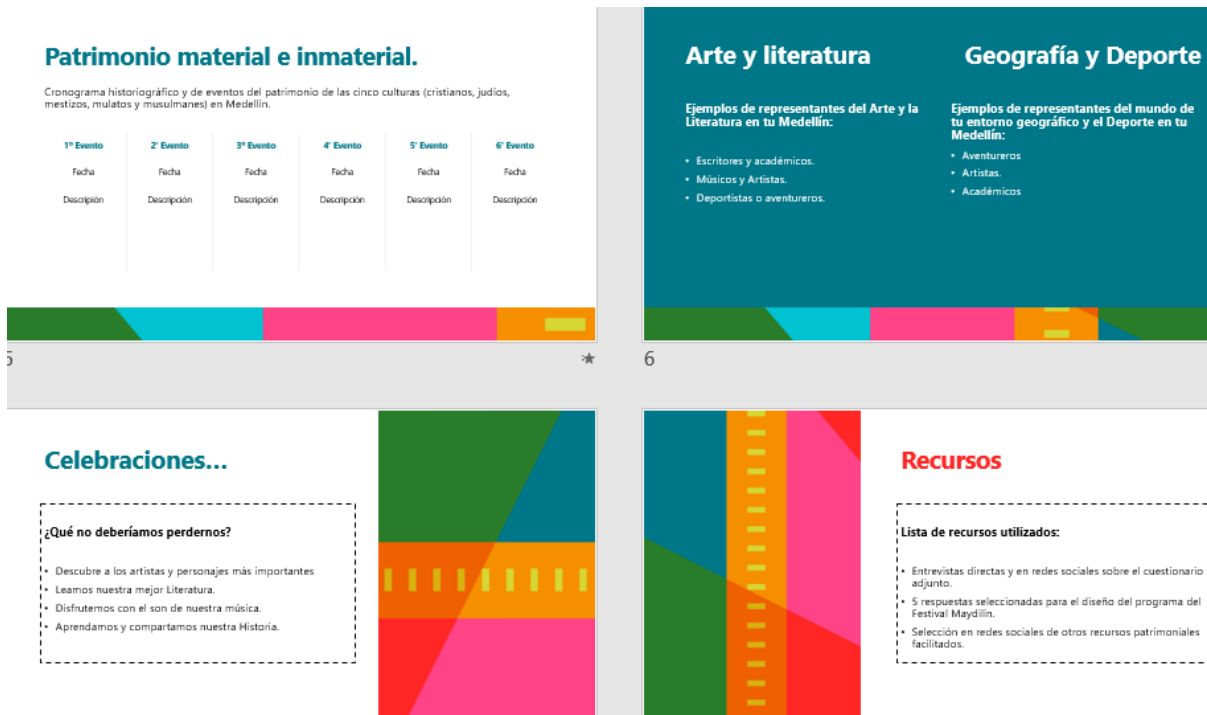 Patrimonio material e inmaterial.
Cronograma historiográfico y de eventos del patrimonio de las cinco culturas (cristianos, judíos,
mestizos, mulatos y musulmanes) en Medellín.
1º Evento 2º Evento 3º Evento 4º Evento 5º Evento 6º Evento
Fecha Fecha Fecha Fecha Fecha Fecha
Descripión Descripción Descripción Descripción Descripción Descripción
5
Arte y literatura
Ejemplos de representantes del Arte y la
Literatura en tu Medellín:
• Escritores y académicos.
• Músicos y Artistas.
• Deportistas o aventureros.
Geografía y Deporte
Ejemplos de representantes del mundo de
tu entorno geográfico y el Deporte en tu
Medellín:
• Aventureros
• Artistas.
• Académicos
6
Celebraciones...
¿Qué no deberíamos perdernos?
• Descubre a los artistas y personajes más importantes
• Leamos nuestra mejor Literatura.
• Disfrutemos con el son de nuestra música.
• Aprendamos y compartamos nuestra Historia.
Recursos
Lista de recursos utilizados:
• Entrevistas directas y en redes sociales sobre el cuestionario
adjunto.
• 5 respuestas seleccionadas para el diseño del programa del
Festival Maydilín.
• Selección en redes sociales de otros recursos patrimoniales
facilitados.